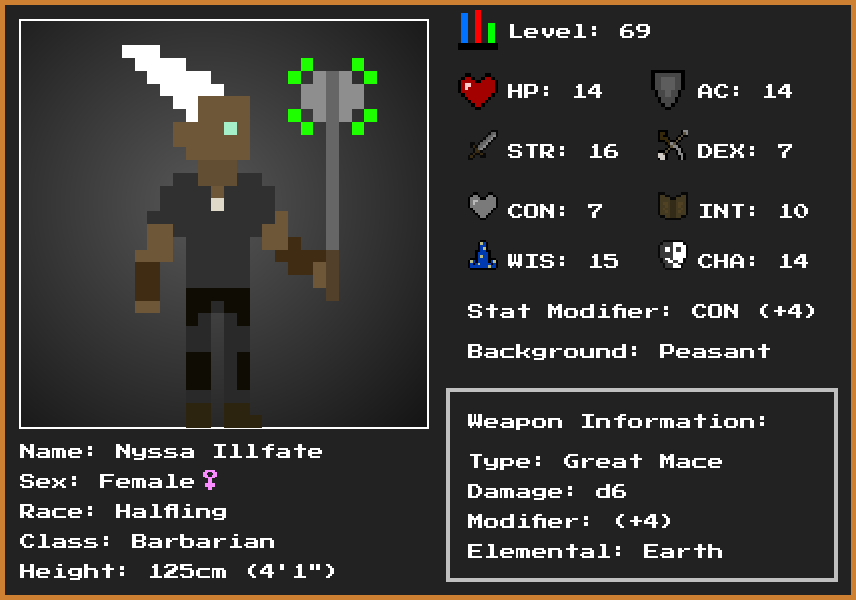 Level: 69
HP: 14
AC: 14
STR: 16
DEX: 7
CON: 7
INT: 10
WIS: 15
CHA: 14
Stat Modifier: CON (+4)
Background: Peasant
Weapon Information:
Type: Great Mace
Damage: d6
Modifier: (+4)
Elemental: Earth
Name: Nyssa Illfate
Sex: Female♀
Race: Halfling
Class: Barbarian
Height: 125cm (4'1")